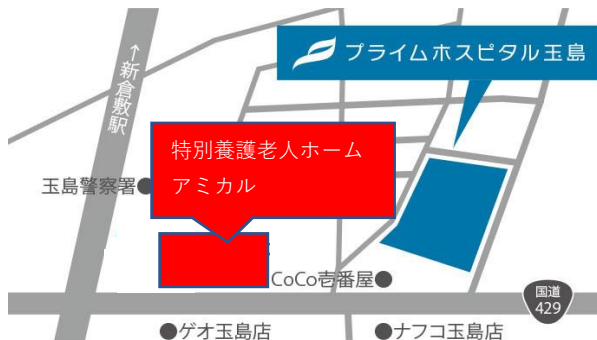 プライムホスピタル玉島
↑新倉敷駅
特別養護老人ホーム
アミカル
玉島警察署●
CoCo壱番屋●
国道
429
●ゲオ玉島店
●ナフコ玉島店